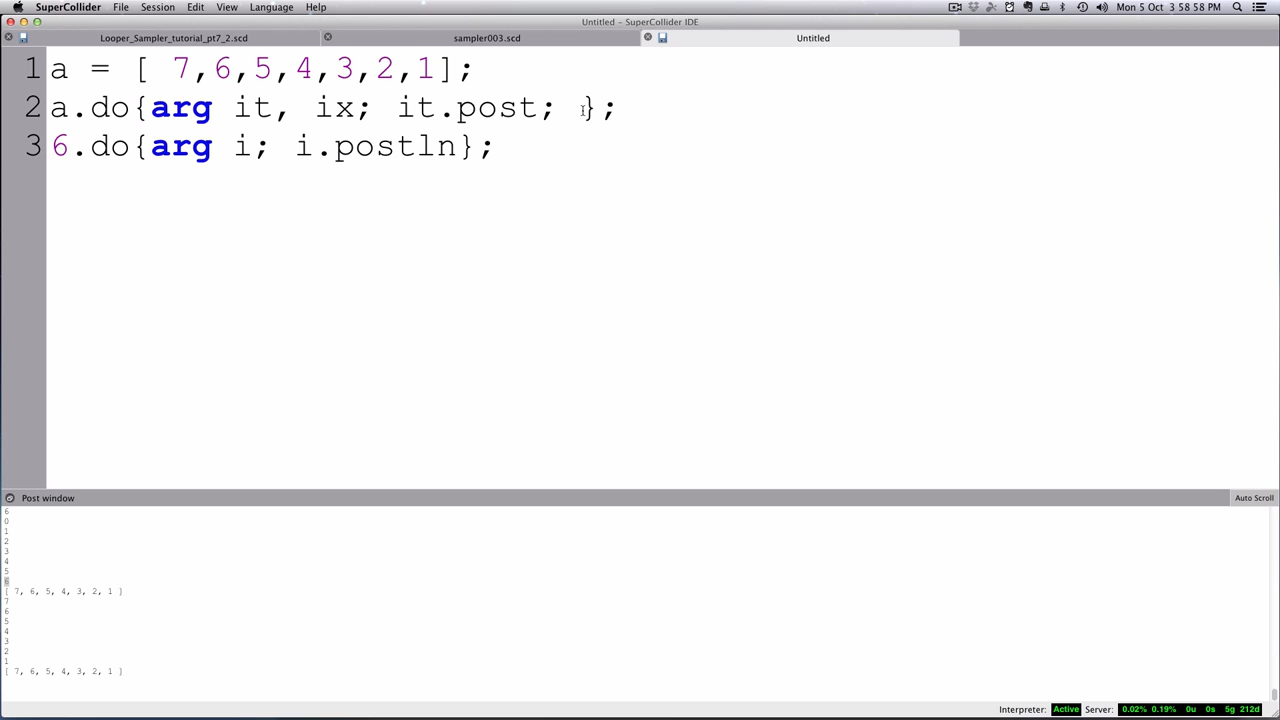 SuperCollider File Session Edit View Language Help Mon 5 Oct 3:58:58 PM
Untitled – SuperCollider IDE
Looper_Sampler_tutorial_pt7_2.scd sampler003.scd Untitled
1 a = [ 7,6,5,4,3,2,1];
2 a.do{arg it, ix; it.post; };
3 6.do{arg i; i.postln};
Post window Auto Scroll
6
0
1
2
3
4
5
6
[ 7, 6, 5, 4, 3, 2, 1 ]
7
6
5
4
3
2
1
[ 7, 6, 5, 4, 3, 2, 1 ]
Interpreter: Active Server: 0.02% 0.19% 0u 0s 5g 212d